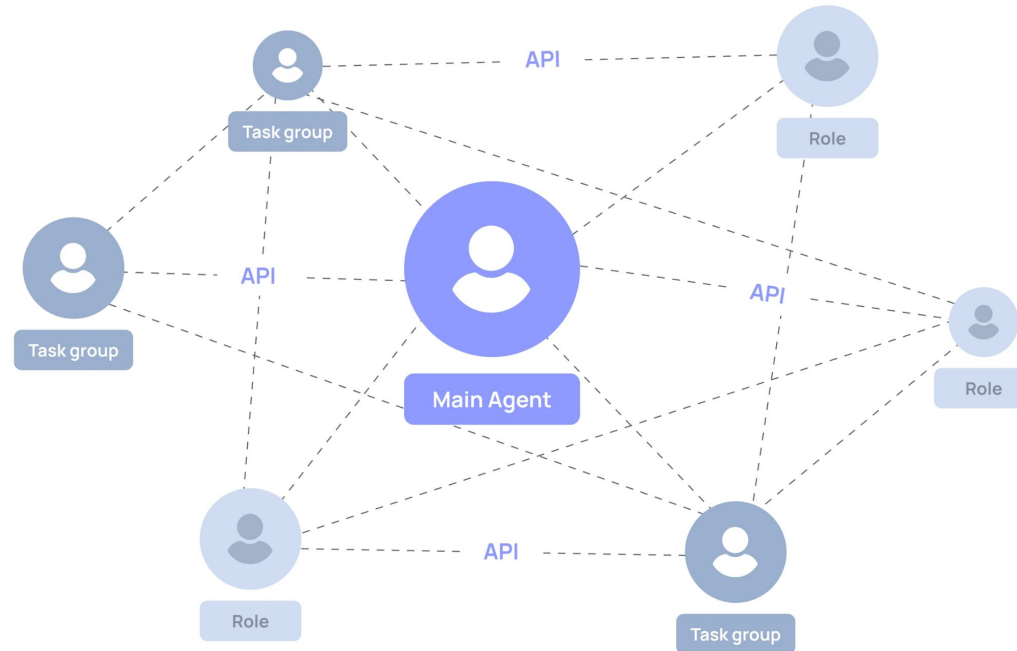 API
Task group
Role
API
API
Task group
Main Agent
Role
API
Role
Task group